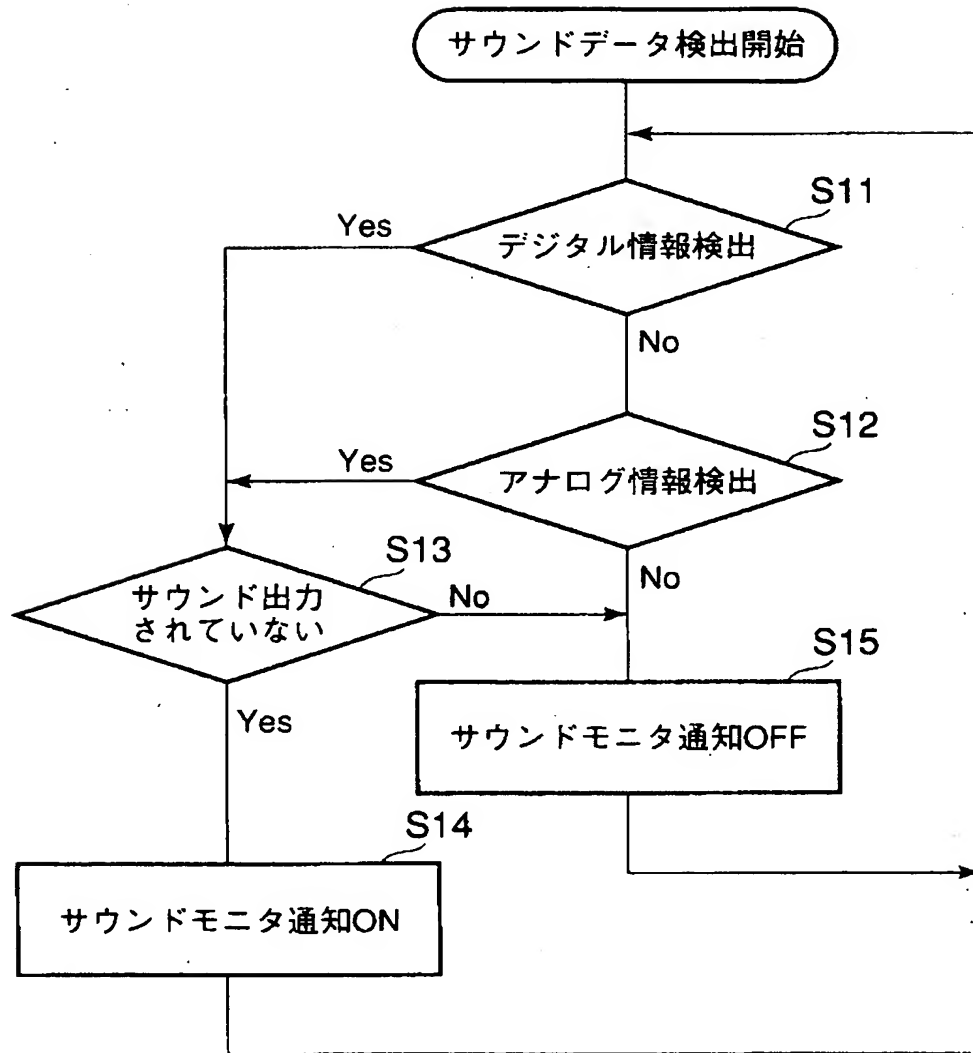 サウンドデータ検出開始
S11
Yes
デジタル情報検出
No
S12
Yes
アナログ情報検出
No
S13
サウンド出力
されていない
No
Yes
S15
サウンドモニタ通知OFF
S14
サウンドモニタ通知ON